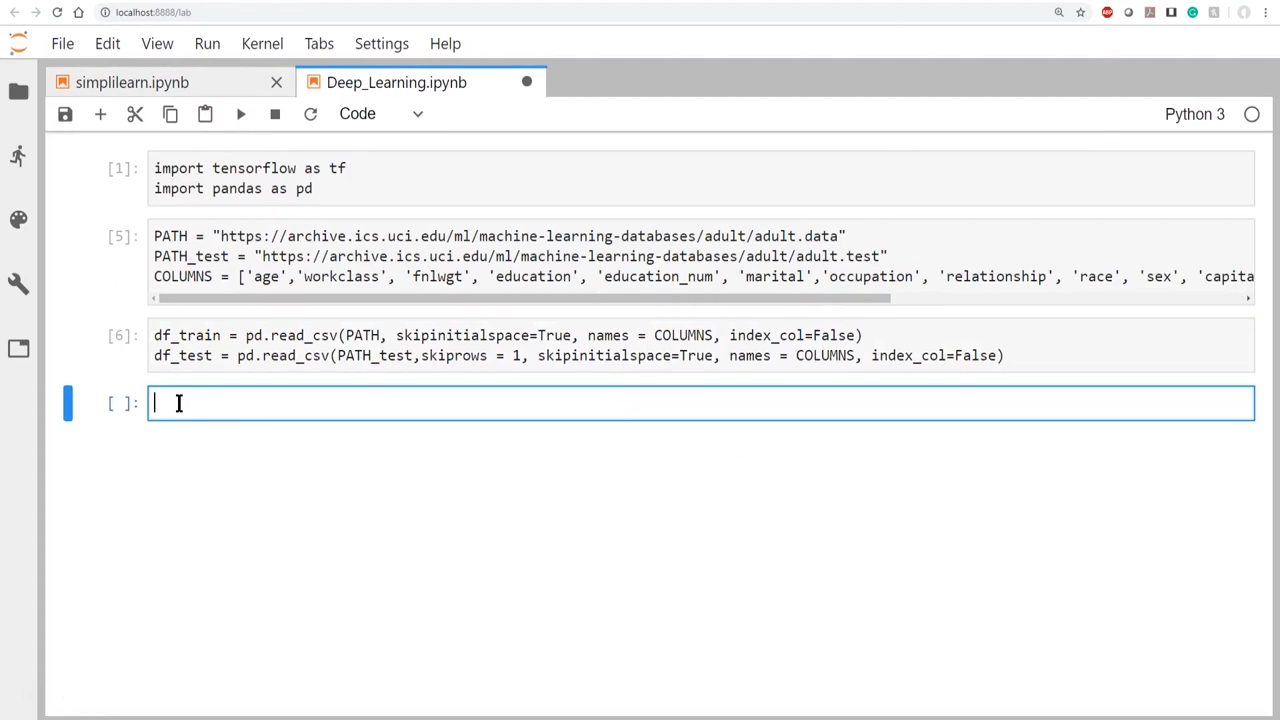 localhost:8888/lab
File Edit View Run Kernel Tabs Settings Help
simplilearn.ipynb Deep_Learning.ipynb
Code Python 3
[1]: import tensorflow as tf
import pandas as pd
[5]: PATH = "https://archive.ics.uci.edu/ml/machine-learning-databases/adult/adult.data"
PATH_test = "https://archive.ics.uci.edu/ml/machine-learning-databases/adult/adult.test"
COLUMNS = ['age','workclass', 'fnlwgt', 'education', 'education_num', 'marital','occupation', 'relationship', 'race', 'sex', 'capita
[6]: df_train = pd.read_csv(PATH, skipinitialspace=True, names = COLUMNS, index_col=False)
df_test = pd.read_csv(PATH_test,skiprows = 1, skipinitialspace=True, names = COLUMNS, index_col=False)
[ ]: